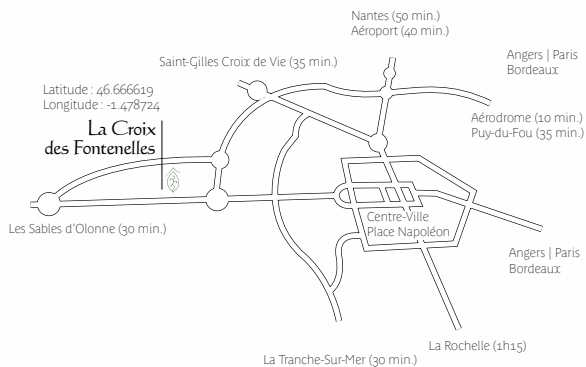 Nantes (50 min.)
Aéroport (40 min.)
Saint-Gilles Croix de Vie (35 min.)
Angers | Paris
Bordeaux
Latitude : 46.666619
Longitude : -1.478724
La Croix
des Fontenelles
Aérodrome (10 min.)
Puy-du-Fou (35 min.)
Centre-Ville
Place Napoléon
Les Sables d'Olonne (30 min.)
Angers | Paris
Bordeaux
La Rochelle (1h15)
La Tranche-Sur-Mer (30 min.)